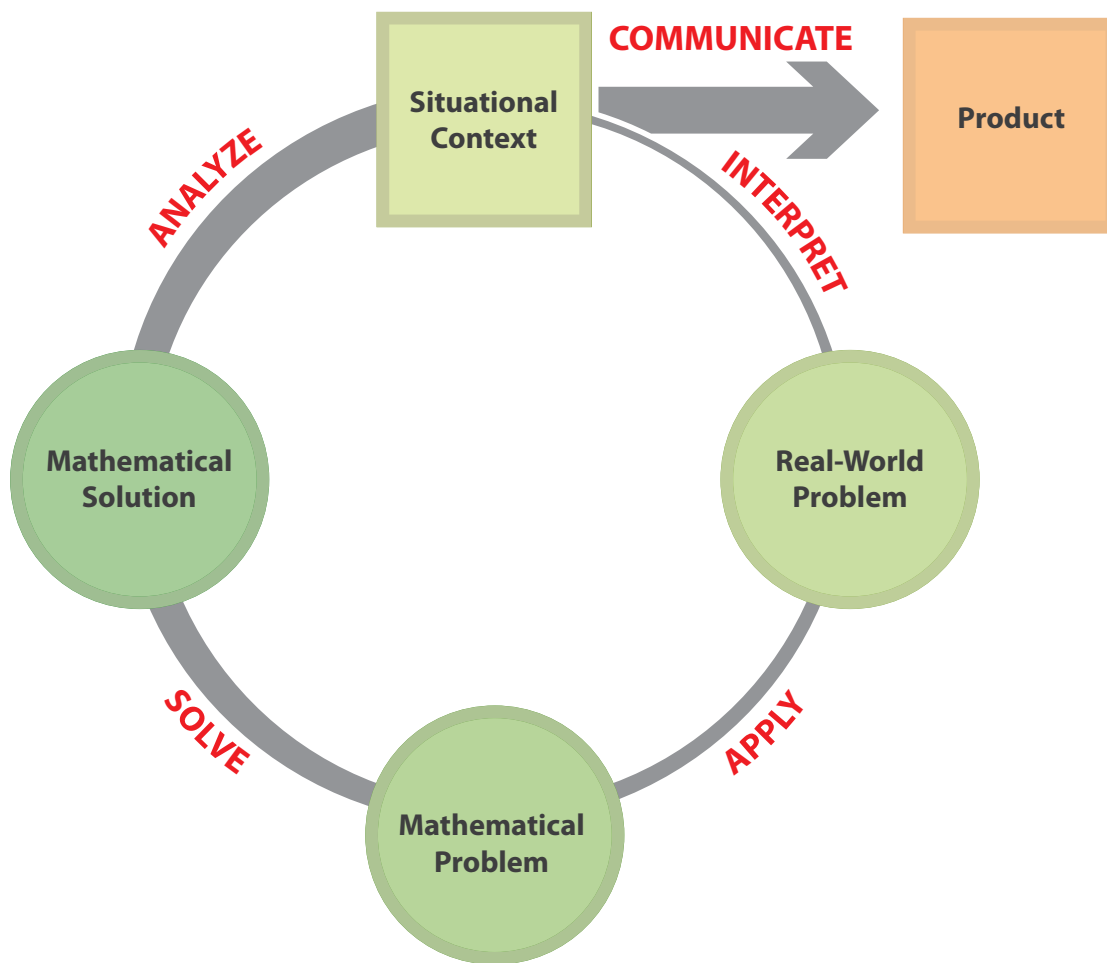 COMMUNICATE
Situational
Context
Product
ANALYZE
INTERPRET
Mathematical
Solution
Real-World
Problem
SOLVE
APPLY
Mathematical
Problem